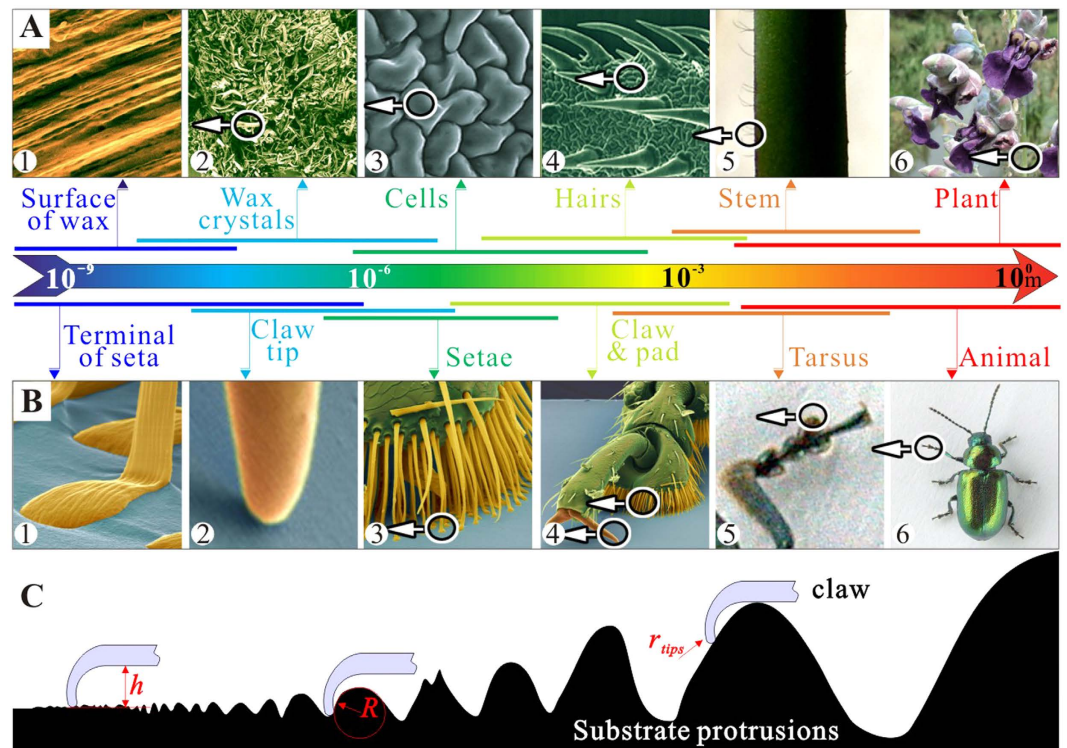 A
1 2 3 4 5 6
Surface
of wax
Wax
crystals
Cells
Hairs
Stem
Plant
10⁻⁹ 10⁻⁶ 10⁻³ 10⁰m
Terminal
of seta
Claw
tip
Setae
Claw
& pad
Tarsus
Animal
B
1 2 3 4 5 6
C
claw
r tips
h
R
Substrate protrusions